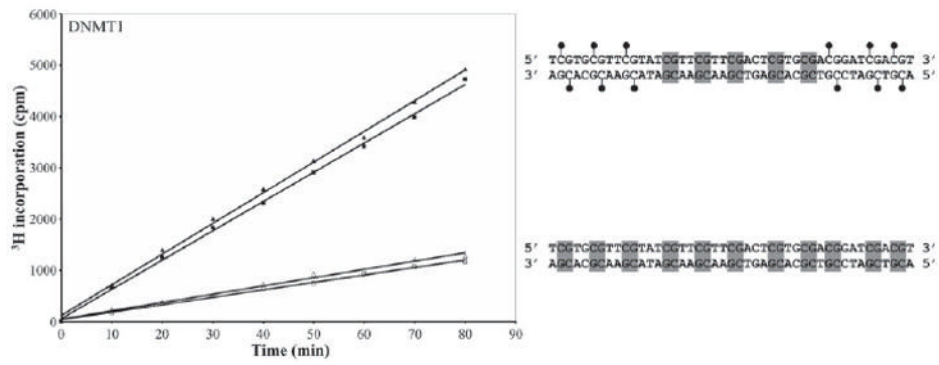 DNMT1
6000
5000
4000
3000
2000
1000
0
³H incorporation (cpm)
0 10 20 30 40 50 60 70 80 90
Time (min)
5' TCGTGCGTTCGTATCGTTCGTTCGACTCGTGCGACGGATCGACGT 3'
3' AGCACGCAAGCATAGCAAGCAAGCTGAGCACGCTGCCTAGCTGCA 5'
5' TCGTGCGTTCGTATCGTTCGTTCGACTCGTGCGACGGATCGACGT 3'
3' AGCACGCAAGCATAGCAAGCAAGCTGAGCACGCTGCCTAGCTGCA 5'